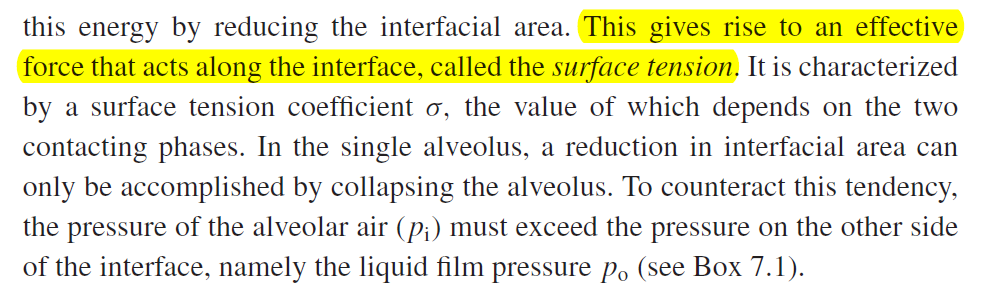 this energy by reducing the interfacial area. This gives rise to an effective
force that acts along the interface, called the surface tension. It is characterized
by a surface tension coefficient σ, the value of which depends on the two
contacting phases. In the single alveolus, a reduction in interfacial area can
only be accomplished by collapsing the alveolus. To counteract this tendency,
the pressure of the alveolar air (pi) must exceed the pressure on the other side
of the interface, namely the liquid film pressure po (see Box 7.1).